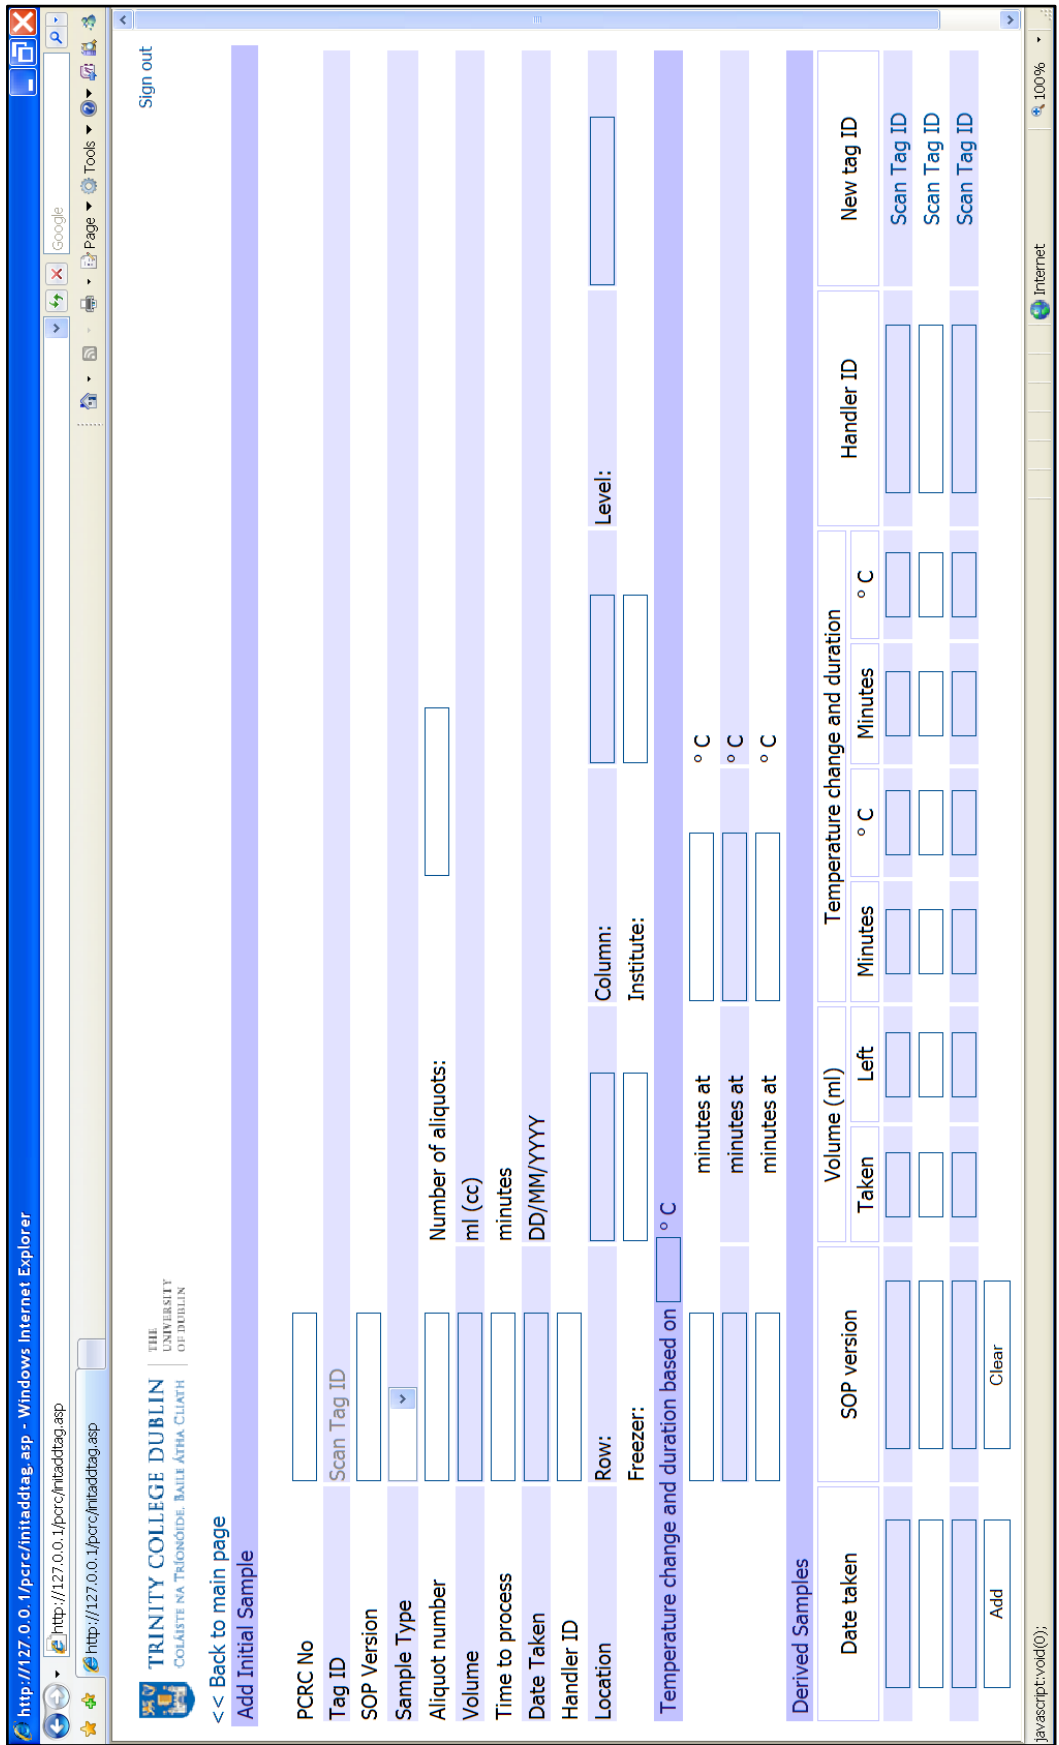 http://127.0.0.1/pcrc/initaddtag.asp - Windows Internet Explorer
http://127.0.0.1/pcrc/initaddtag.asp
Google
http://127.0.0.1/pcrc/initaddtag.asp
Page
Tools
TRINITY COLLEGE DUBLIN
COLÁISTE NA TRÍONÓIDE, BAILE ÁTHA CLIATH
THE
UNIVERSITY
OF DUBLIN
Sign out
<< Back to main page
Add Initial Sample
PCRC No
Tag ID Scan Tag ID
SOP Version
Sample Type
Aliquot number Number of aliquots:
Volume ml (cc)
Time to process minutes
Date Taken DD/MM/YYYY
Handler ID
Location Row: Column: Level:
Freezer: Institute:
Temperature change and duration based on ° C
minutes at ° C
minutes at ° C
minutes at ° C
Derived Samples
Date taken SOP version Volume (ml) Temperature change and duration Handler ID New tag ID
Taken Left Minutes ° C Minutes ° C
Scan Tag ID
Scan Tag ID
Scan Tag ID
Add Clear
javascript:void(0); Internet 100%